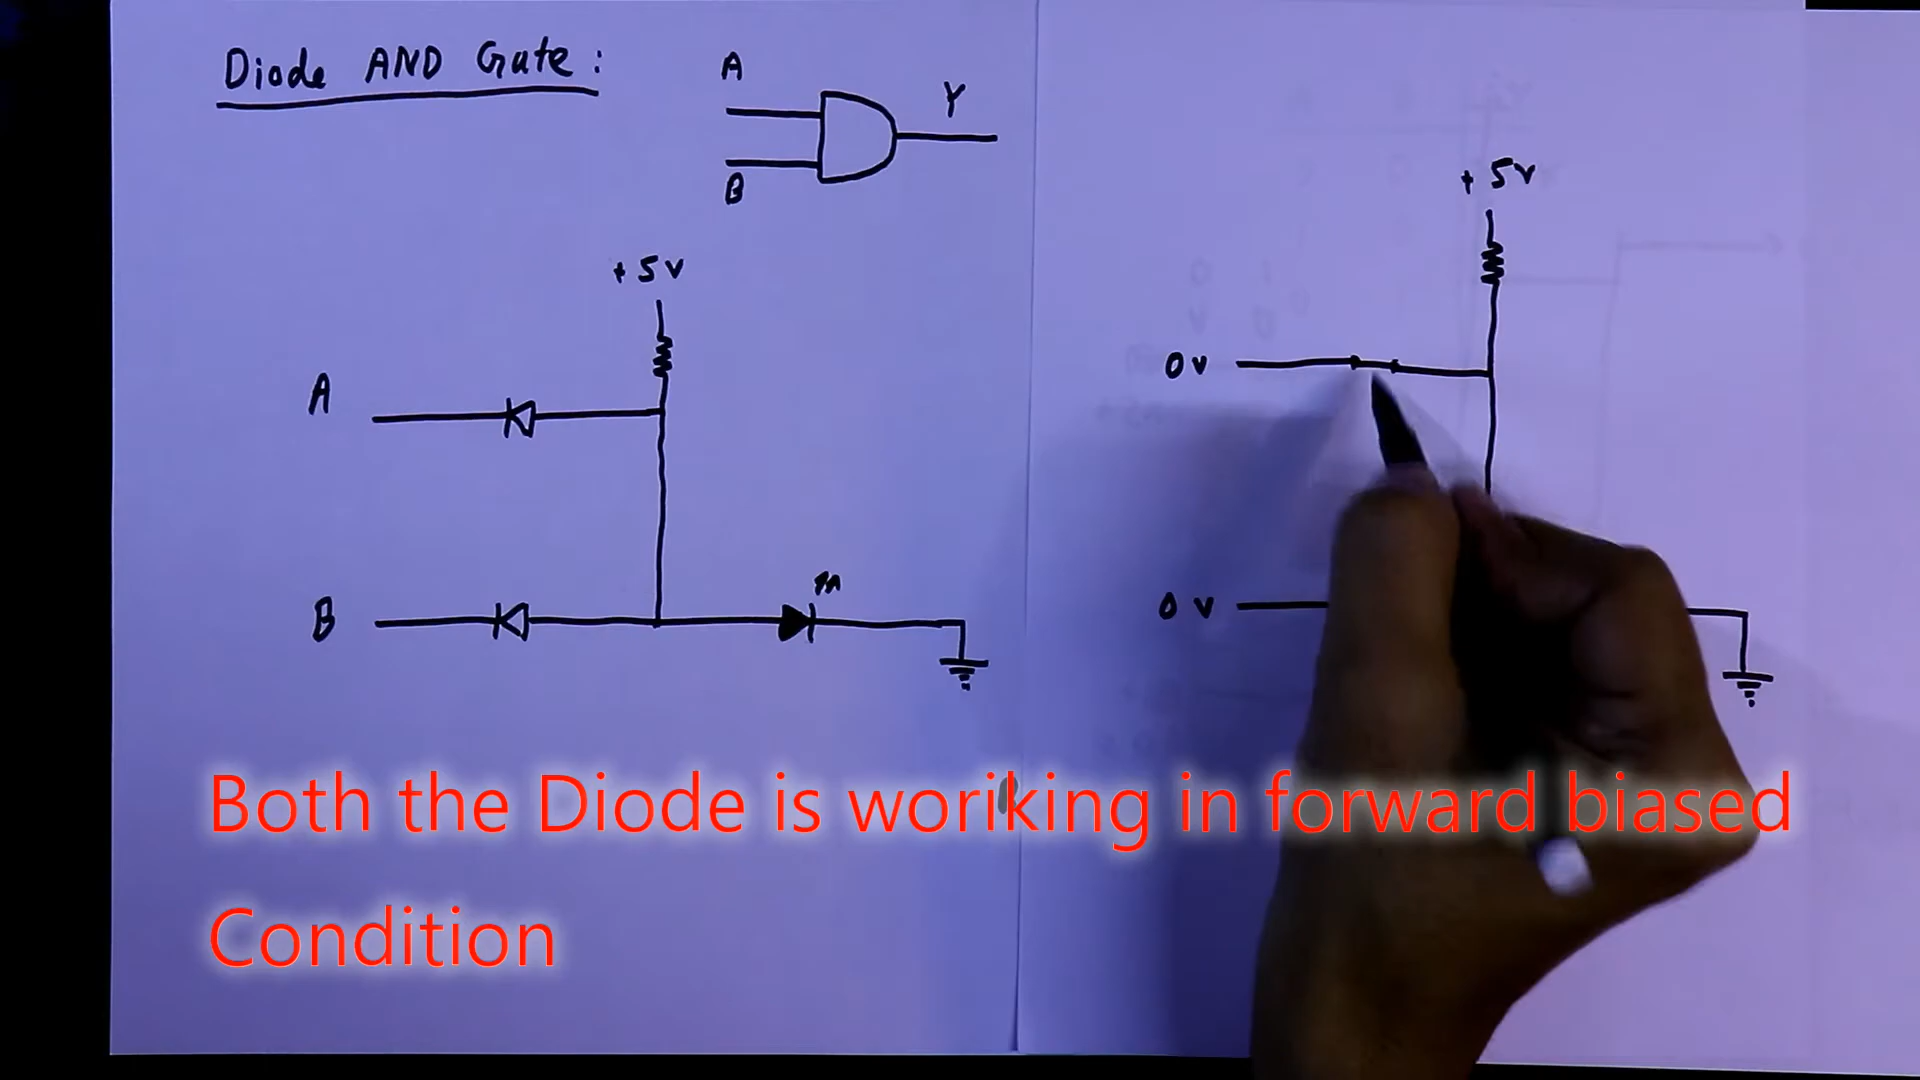 Diode AND Gate:
A
Y
B
+5V
A
B
+5V
0V
0V
Both the Diode is woriking in forward biased
Condition